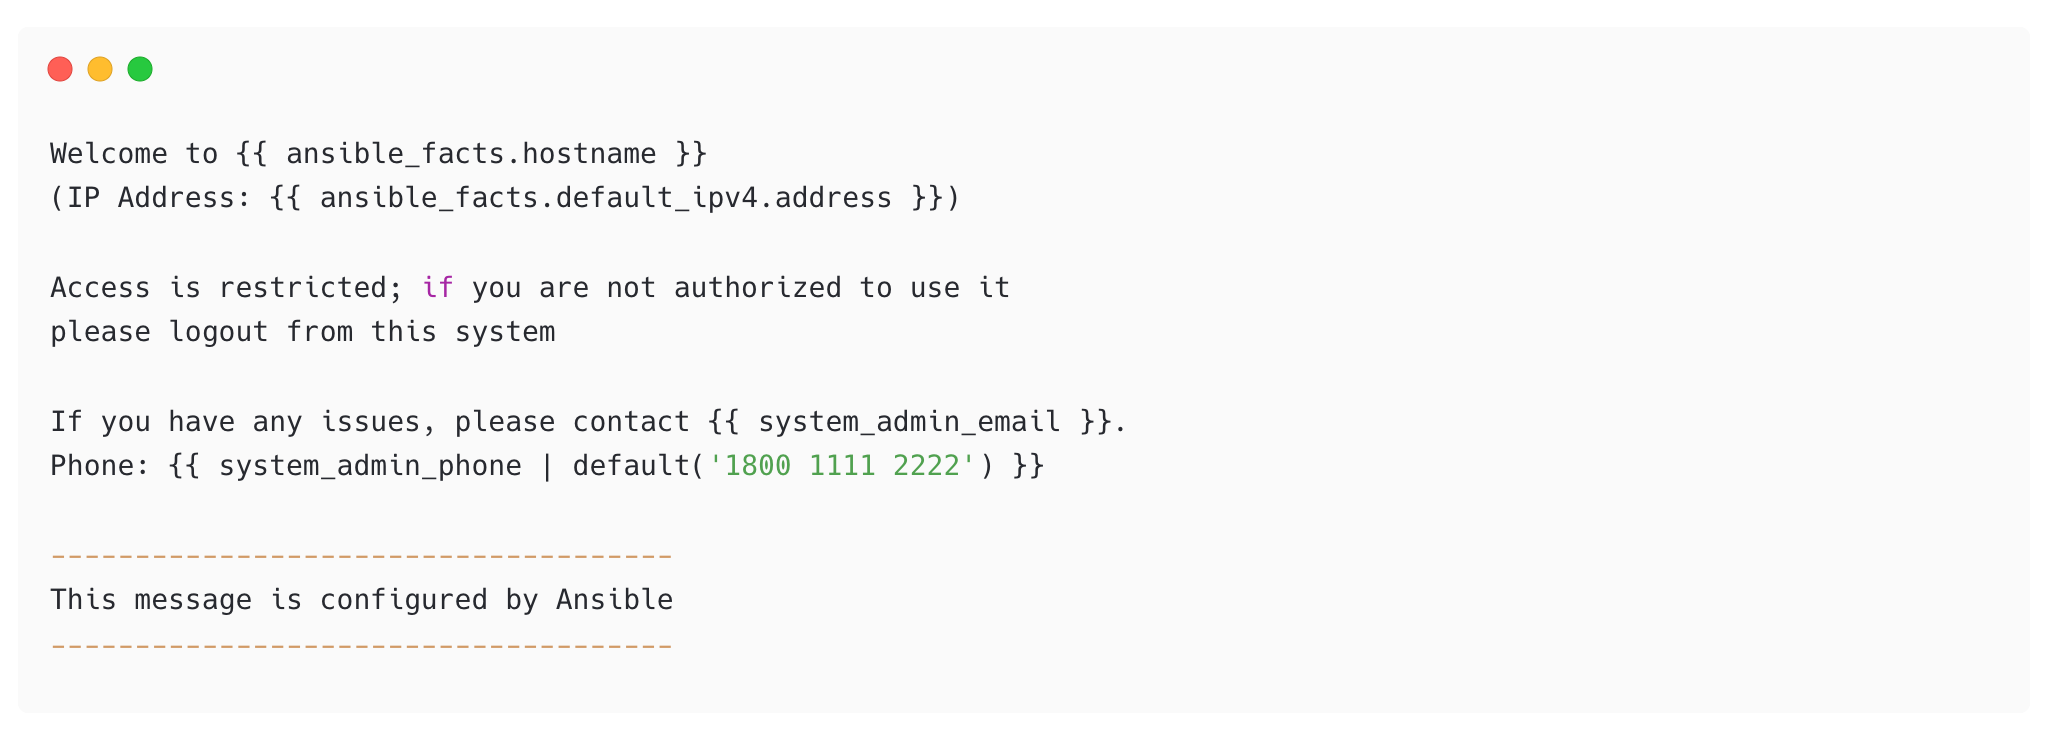 Welcome to {{ ansible_facts.hostname }}
(IP Address: {{ ansible_facts.default_ipv4.address }})
Access is restricted; if you are not authorized to use it
please logout from this system
If you have any issues, please contact {{ system_admin_email }}.
Phone: {{ system_admin_phone | default('1800 1111 2222') }}
-------------------------------------
This message is configured by Ansible
-------------------------------------